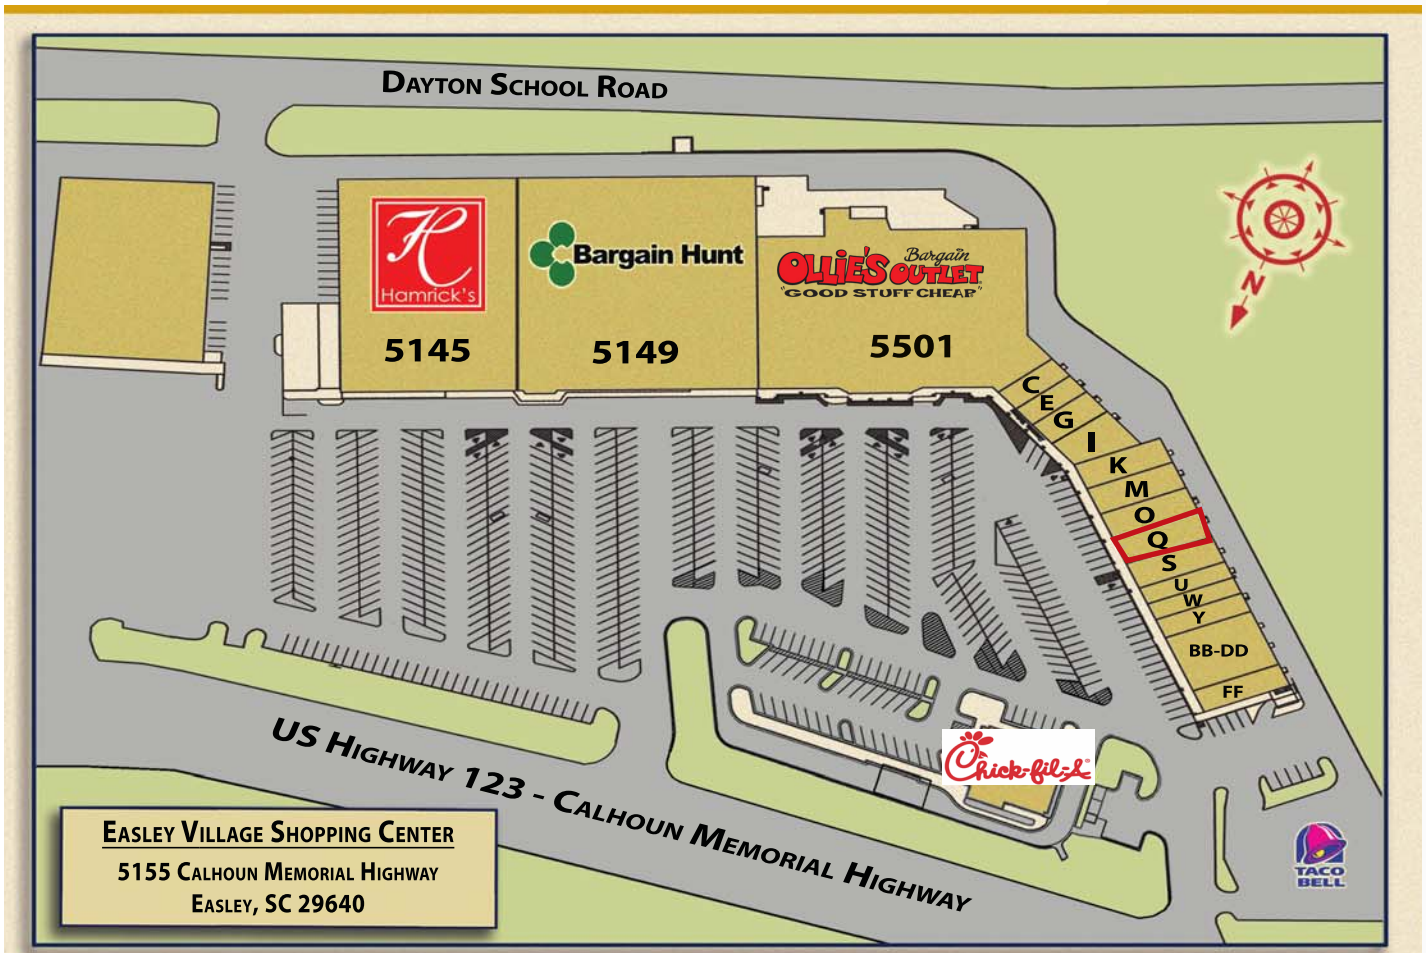 DAYTON SCHOOL ROAD
H
Hamrick's
5145
Bargain Hunt
5149
OLLIE'S Bargain OUTLET
"GOOD STUFF CHEAP"
5501
N
C
E
G
I
K
M
O
Q
S
U
W
Y
BB-DD
FF
US HIGHWAY 123 - CALHOUN MEMORIAL HIGHWAY
Chick-fil-A®
TACO
BELL
EASLEY VILLAGE SHOPPING CENTER
5155 CALHOUN MEMORIAL HIGHWAY
EASLEY, SC 29640